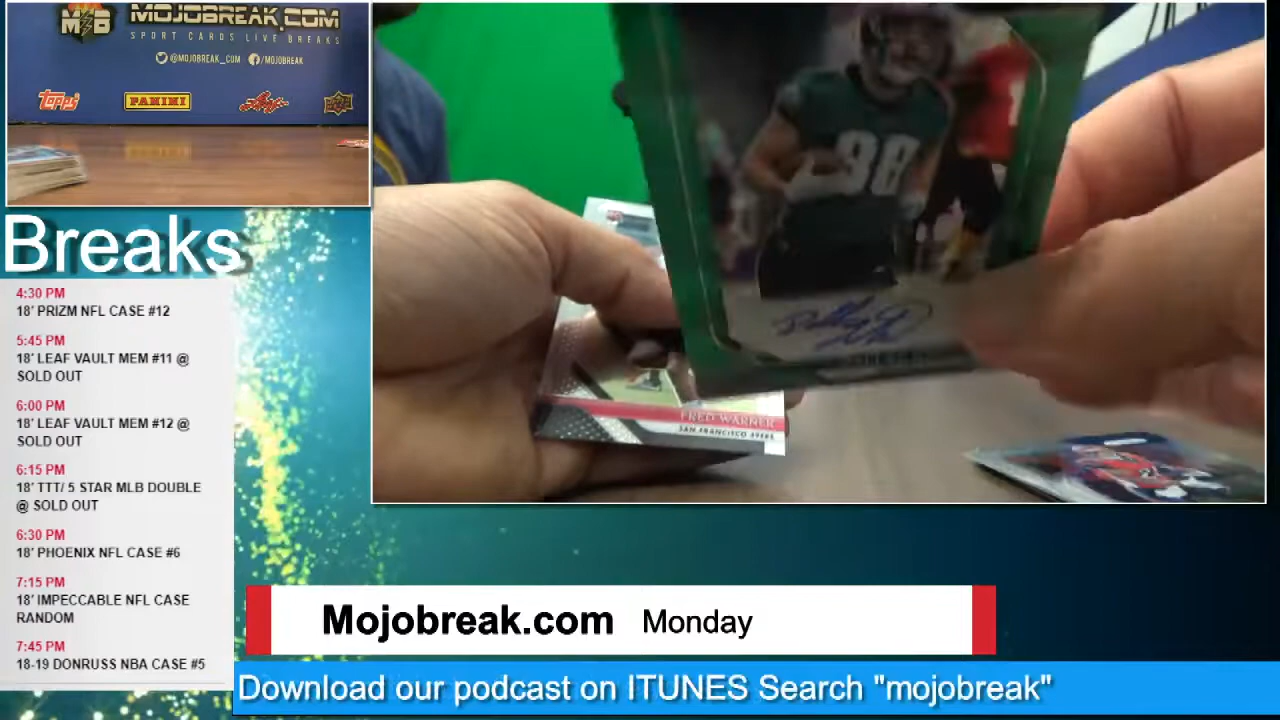 MOJOBREAK.COM
SPORT CARDS LIVE BREAKS
@MOJOBREAK_COM /MOJOBREAK
topps PANINI Leaf
Breaks
4:30 PM
18' PRIZM NFL CASE #12
5:45 PM
18' LEAF VAULT MEM #11 @
SOLD OUT
6:00 PM
18' LEAF VAULT MEM #12 @
SOLD OUT
6:15 PM
18' TTT/ 5 STAR MLB DOUBLE
@ SOLD OUT
6:30 PM
18' PHOENIX NFL CASE #6
7:15 PM
18' IMPECCABLE NFL CASE
RANDOM
7:45 PM
18-19 DONRUSS NBA CASE #5
88
FRED WARNER
SAN FRANCISCO 49ERS
Mojobreak.com Monday
Download our podcast on ITUNES Search "mojobreak"